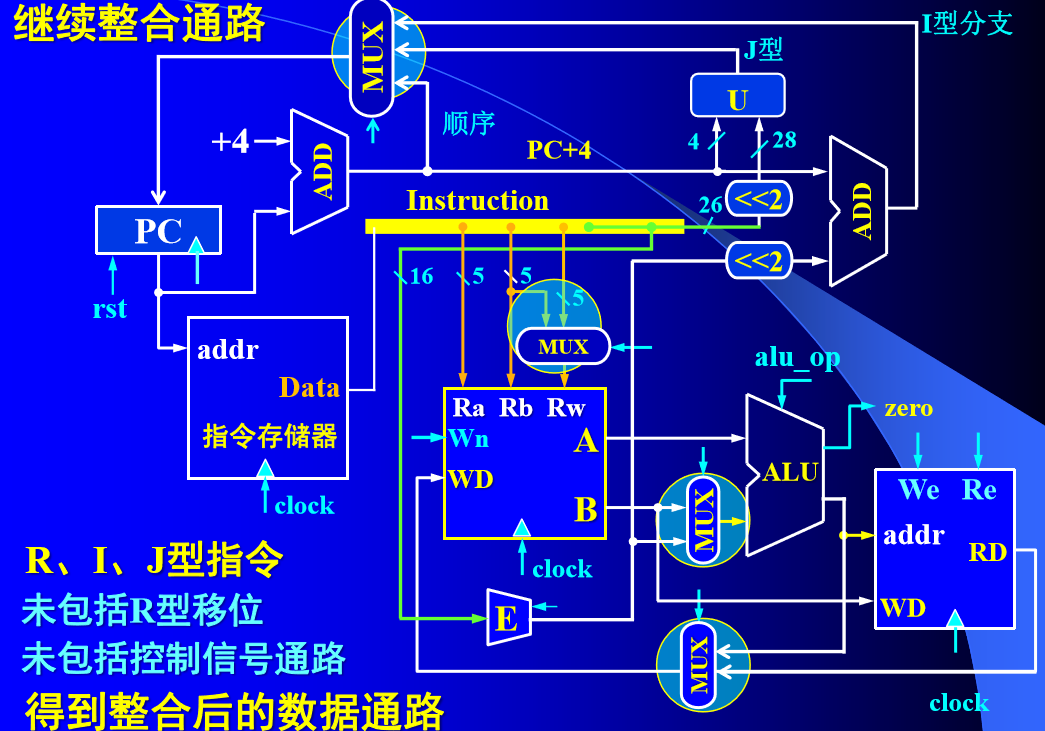 继续整合通路
MUX
I型分支
J型
U
顺序
4
28
+4
ADD
PC+4
<<2
26
ADD
Instruction
PC
<<2
16
5
5
5
rst
MUX
addr
alu_op
Data
Ra Rb Rw
zero
指令存储器
Wn
A
WD
ALU
We Re
clock
B
MUX
addr
RD
R、I、J型指令
clock
未包括R型移位
E
WD
未包括控制信号通路
MUX
得到整合后的数据通路
clock